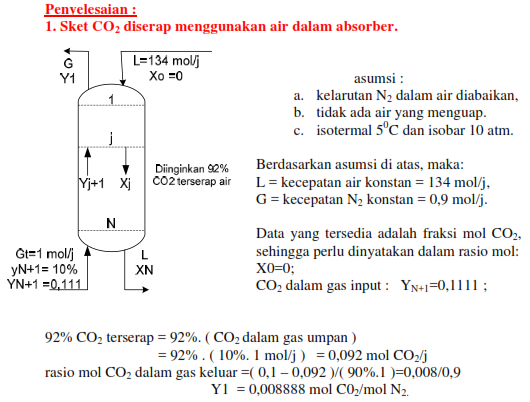 Penyelesaian :
1. Sket CO₂ diserap menggunakan air dalam absorber.
G
Y1
L=134 mol/j
Xo =0
1
j
Yj+1 Xj
Diinginkan 92%
CO2 terserap air
N
Gt=1 mol/j
yN+1= 10%
YN+1 =0,111
L
XN
asumsi :
a. kelarutan N₂ dalam air diabaikan,
b. tidak ada air yang menguap.
c. isotermal 5⁰C dan isobar 10 atm.
Berdasarkan asumsi di atas, maka:
L = kecepatan air konstan = 134 mol/j,
G = kecepatan N₂ konstan = 0,9 mol/j.
Data yang tersedia adalah fraksi mol CO₂,
sehingga perlu dinyatakan dalam rasio mol:
X0=0;
CO₂ dalam gas input : Y_N+1=0,1111 ;
92% CO₂ terserap = 92%. ( CO₂ dalam gas umpan )
= 92% . ( 10%. 1 mol/j ) = 0,092 mol CO₂/j
rasio mol CO₂ dalam gas keluar =( 0,1 – 0,092 )/( 90%.1 )=0,008/0,9
Y1 = 0,008888 mol C0₂/mol N₂.